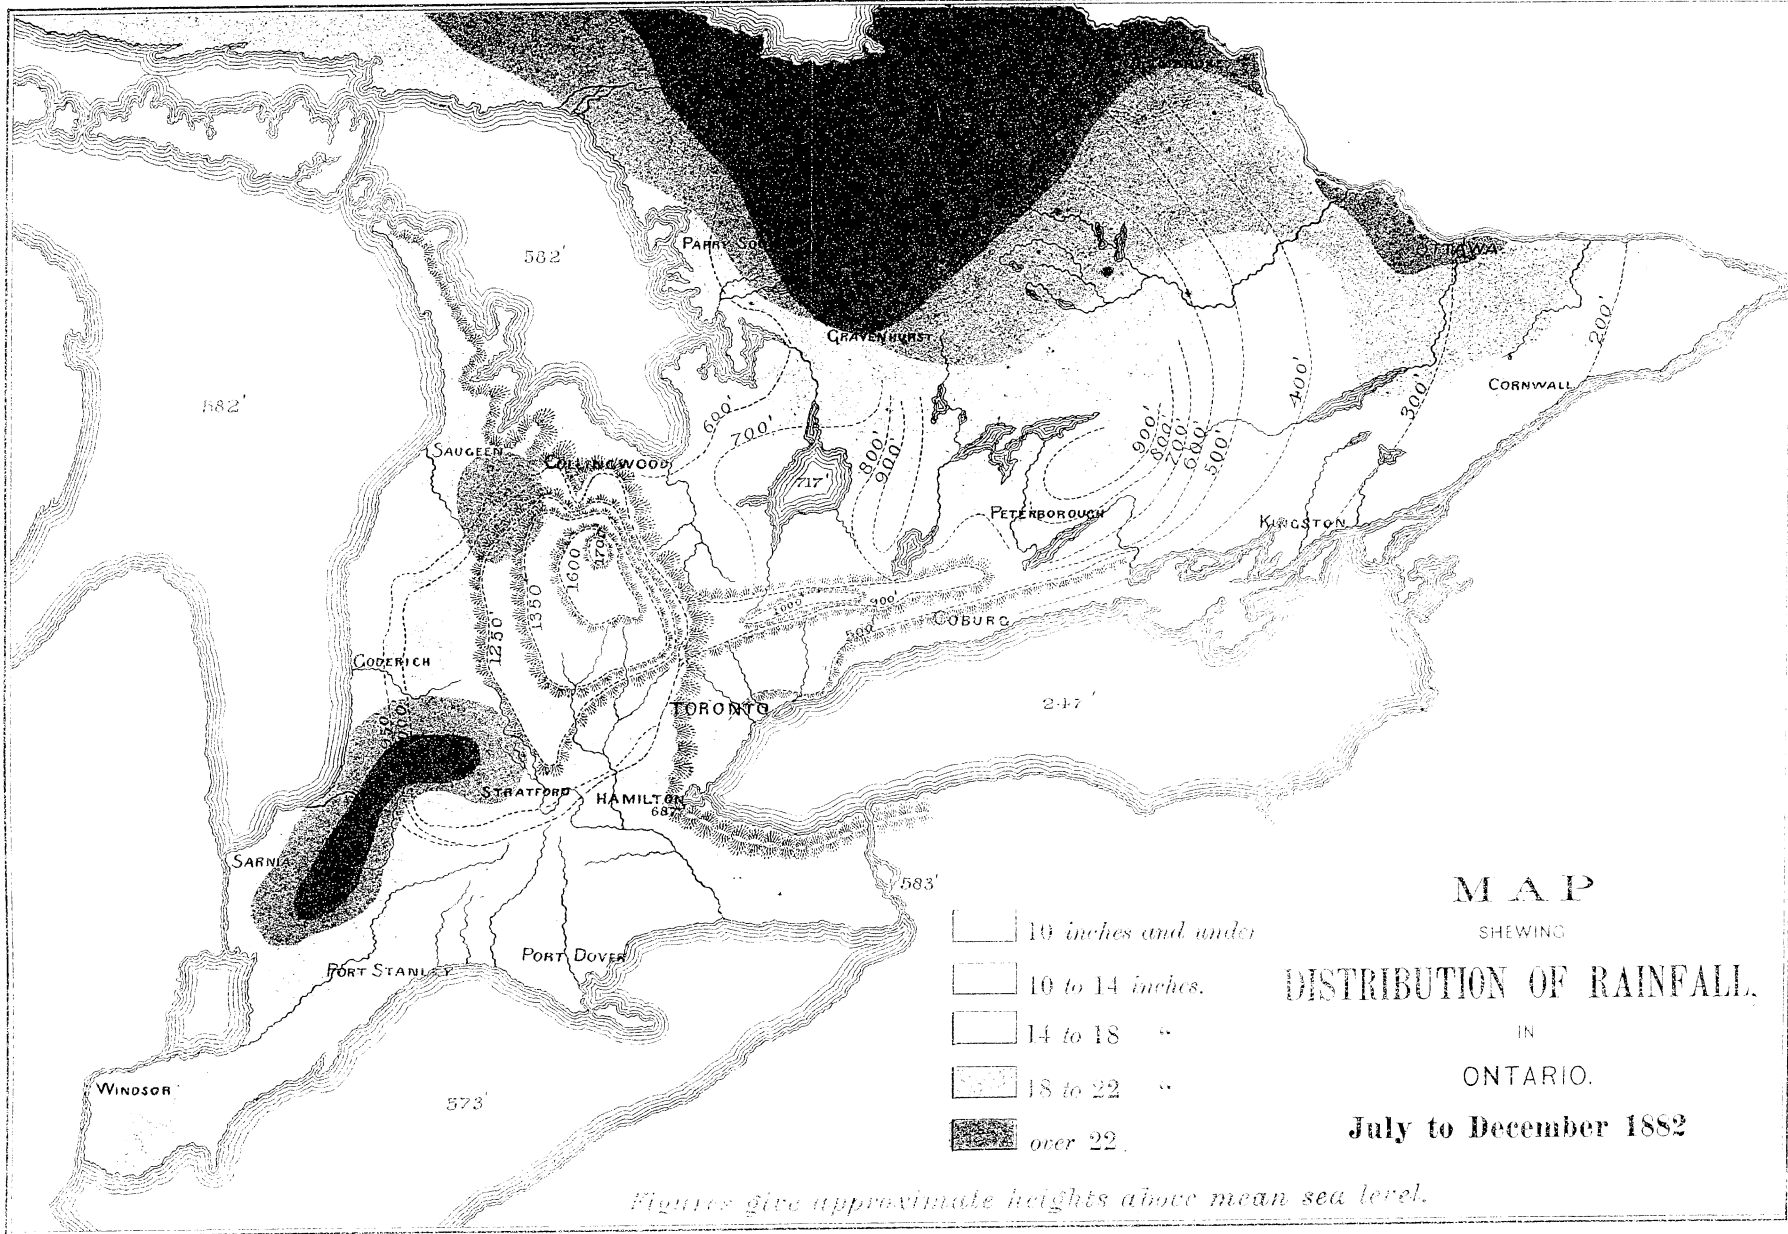 582'
PARRY SOU
OTTAWA
GRAVENHURST
200'
582'
400'
300'
CORNWALL
600'
700'
800'
900'
900'
800'
700'
600'
500'
SAUGEEN
COLLINGWOOD
717'
PETERBOROUGH
KINGSTON
1700
1600
1350
1250'
1000
900'
500
COBURG
GODERICH
TORONTO
247'
950
900
STRATFORD
HAMILTON
687'
SARNIA
583'
PORT STANLEY
PORT DOVER
WINDSOR
573'
MAP
SHEWING
DISTRIBUTION OF RAINFALL,
IN
ONTARIO.
July to December 1882
10 inches and under
10 to 14 inches.
14 to 18 "
18 to 22 "
over 22.
Figures give approximate heights above mean sea level.